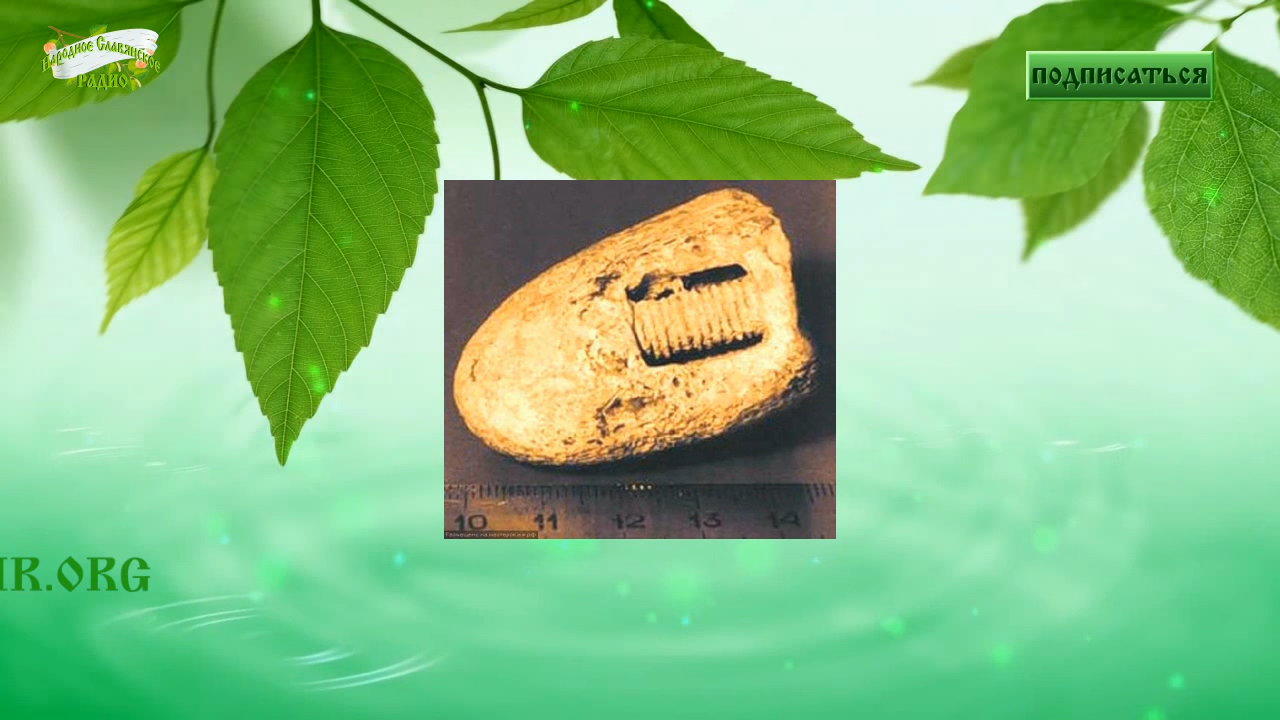 Народное Славянское
РАДИО
ПОДПИСАТЬСЯ
10 11 12 13 14
IR.ORG